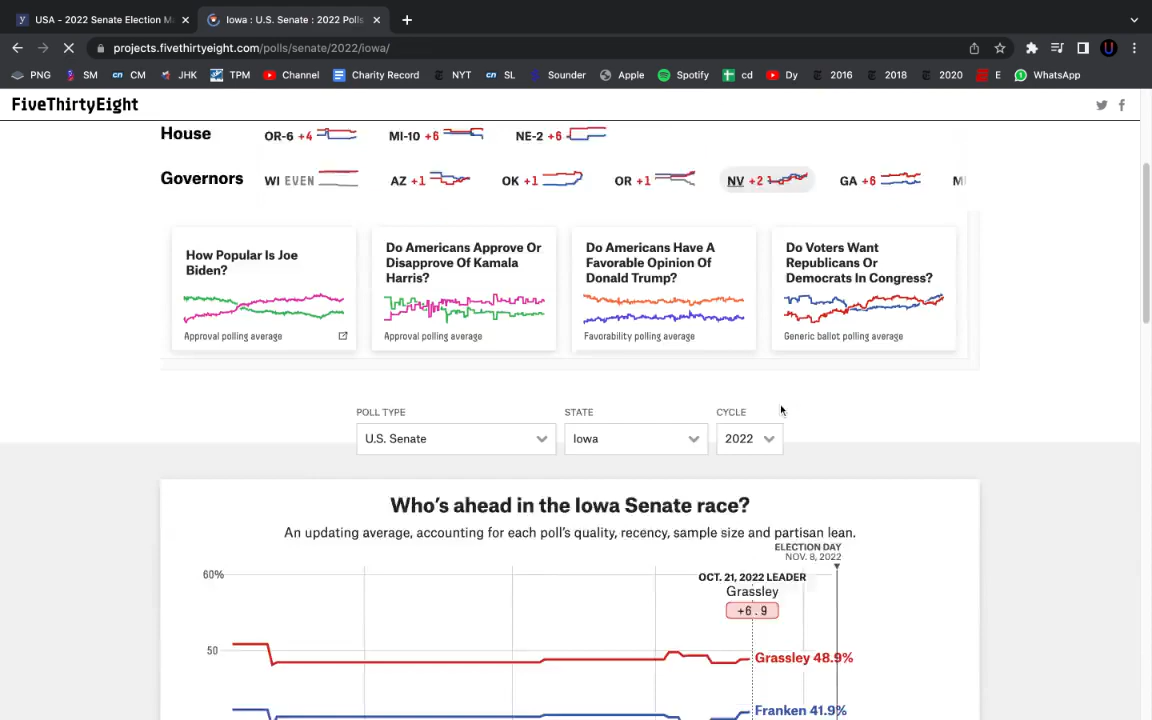 USA - 2022 Senate Election M
Iowa : U.S. Senate : 2022 Polls
projects.fivethirtyeight.com/polls/senate/2022/iowa/
PNG SM CM JHK TPM Channel Charity Record NYT SL Sounder Apple Spotify cd Dy 2016 2018 2020 E WhatsApp
FiveThirtyEight
House OR-6 +4 MI-10 +6 NE-2 +6
Governors WI EVEN AZ +1 OK +1 OR +1 NV +2 GA +6
How Popular Is Joe
Biden?
Approval polling average
Do Americans Approve Or
Disapprove Of Kamala
Harris?
Approval polling average
Do Americans Have A
Favorable Opinion Of
Donald Trump?
Favorability polling average
Do Voters Want
Republicans Or
Democrats In Congress?
Generic ballot polling average
POLL TYPE STATE CYCLE
U.S. Senate Iowa 2022
Who's ahead in the Iowa Senate race?
An updating average, accounting for each poll's quality, recency, sample size and partisan lean.
ELECTION DAY
NOV. 8, 2022
60%
OCT. 21, 2022 LEADER
Grassley
+6.9
50
Grassley 48.9%
Franken 41.9%